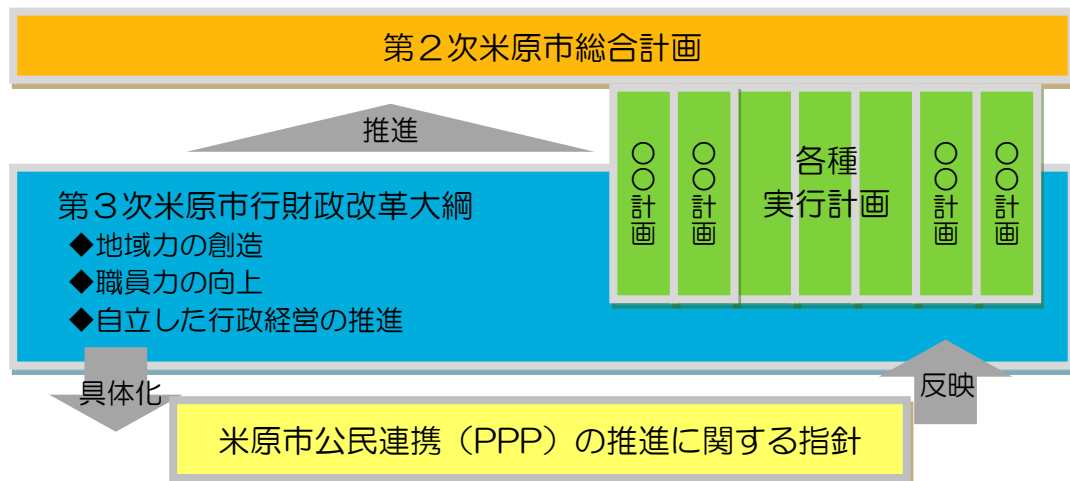 第２次米原市総合計画
推進
第３次米原市行財政改革大綱
◆地域力の創造
◆職員力の向上
◆自立した行政経営の推進
〇〇計画
〇〇計画
各種
実行計画
〇〇計画
〇〇計画
具体化
反映
米原市公民連携（PPP）の推進に関する指針